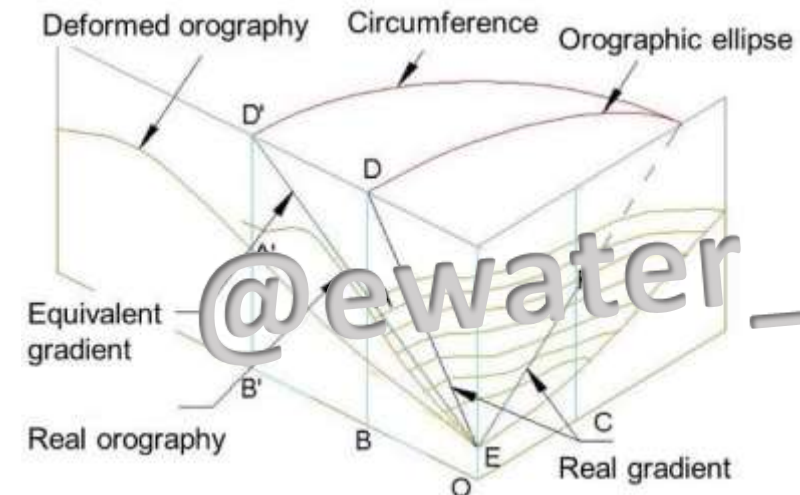 Deformed orography
Circumference
Orographic ellipse
D'
D
A'
@ewater_
Equivalent
gradient
B'
Real orography
B
C
E
O
Real gradient